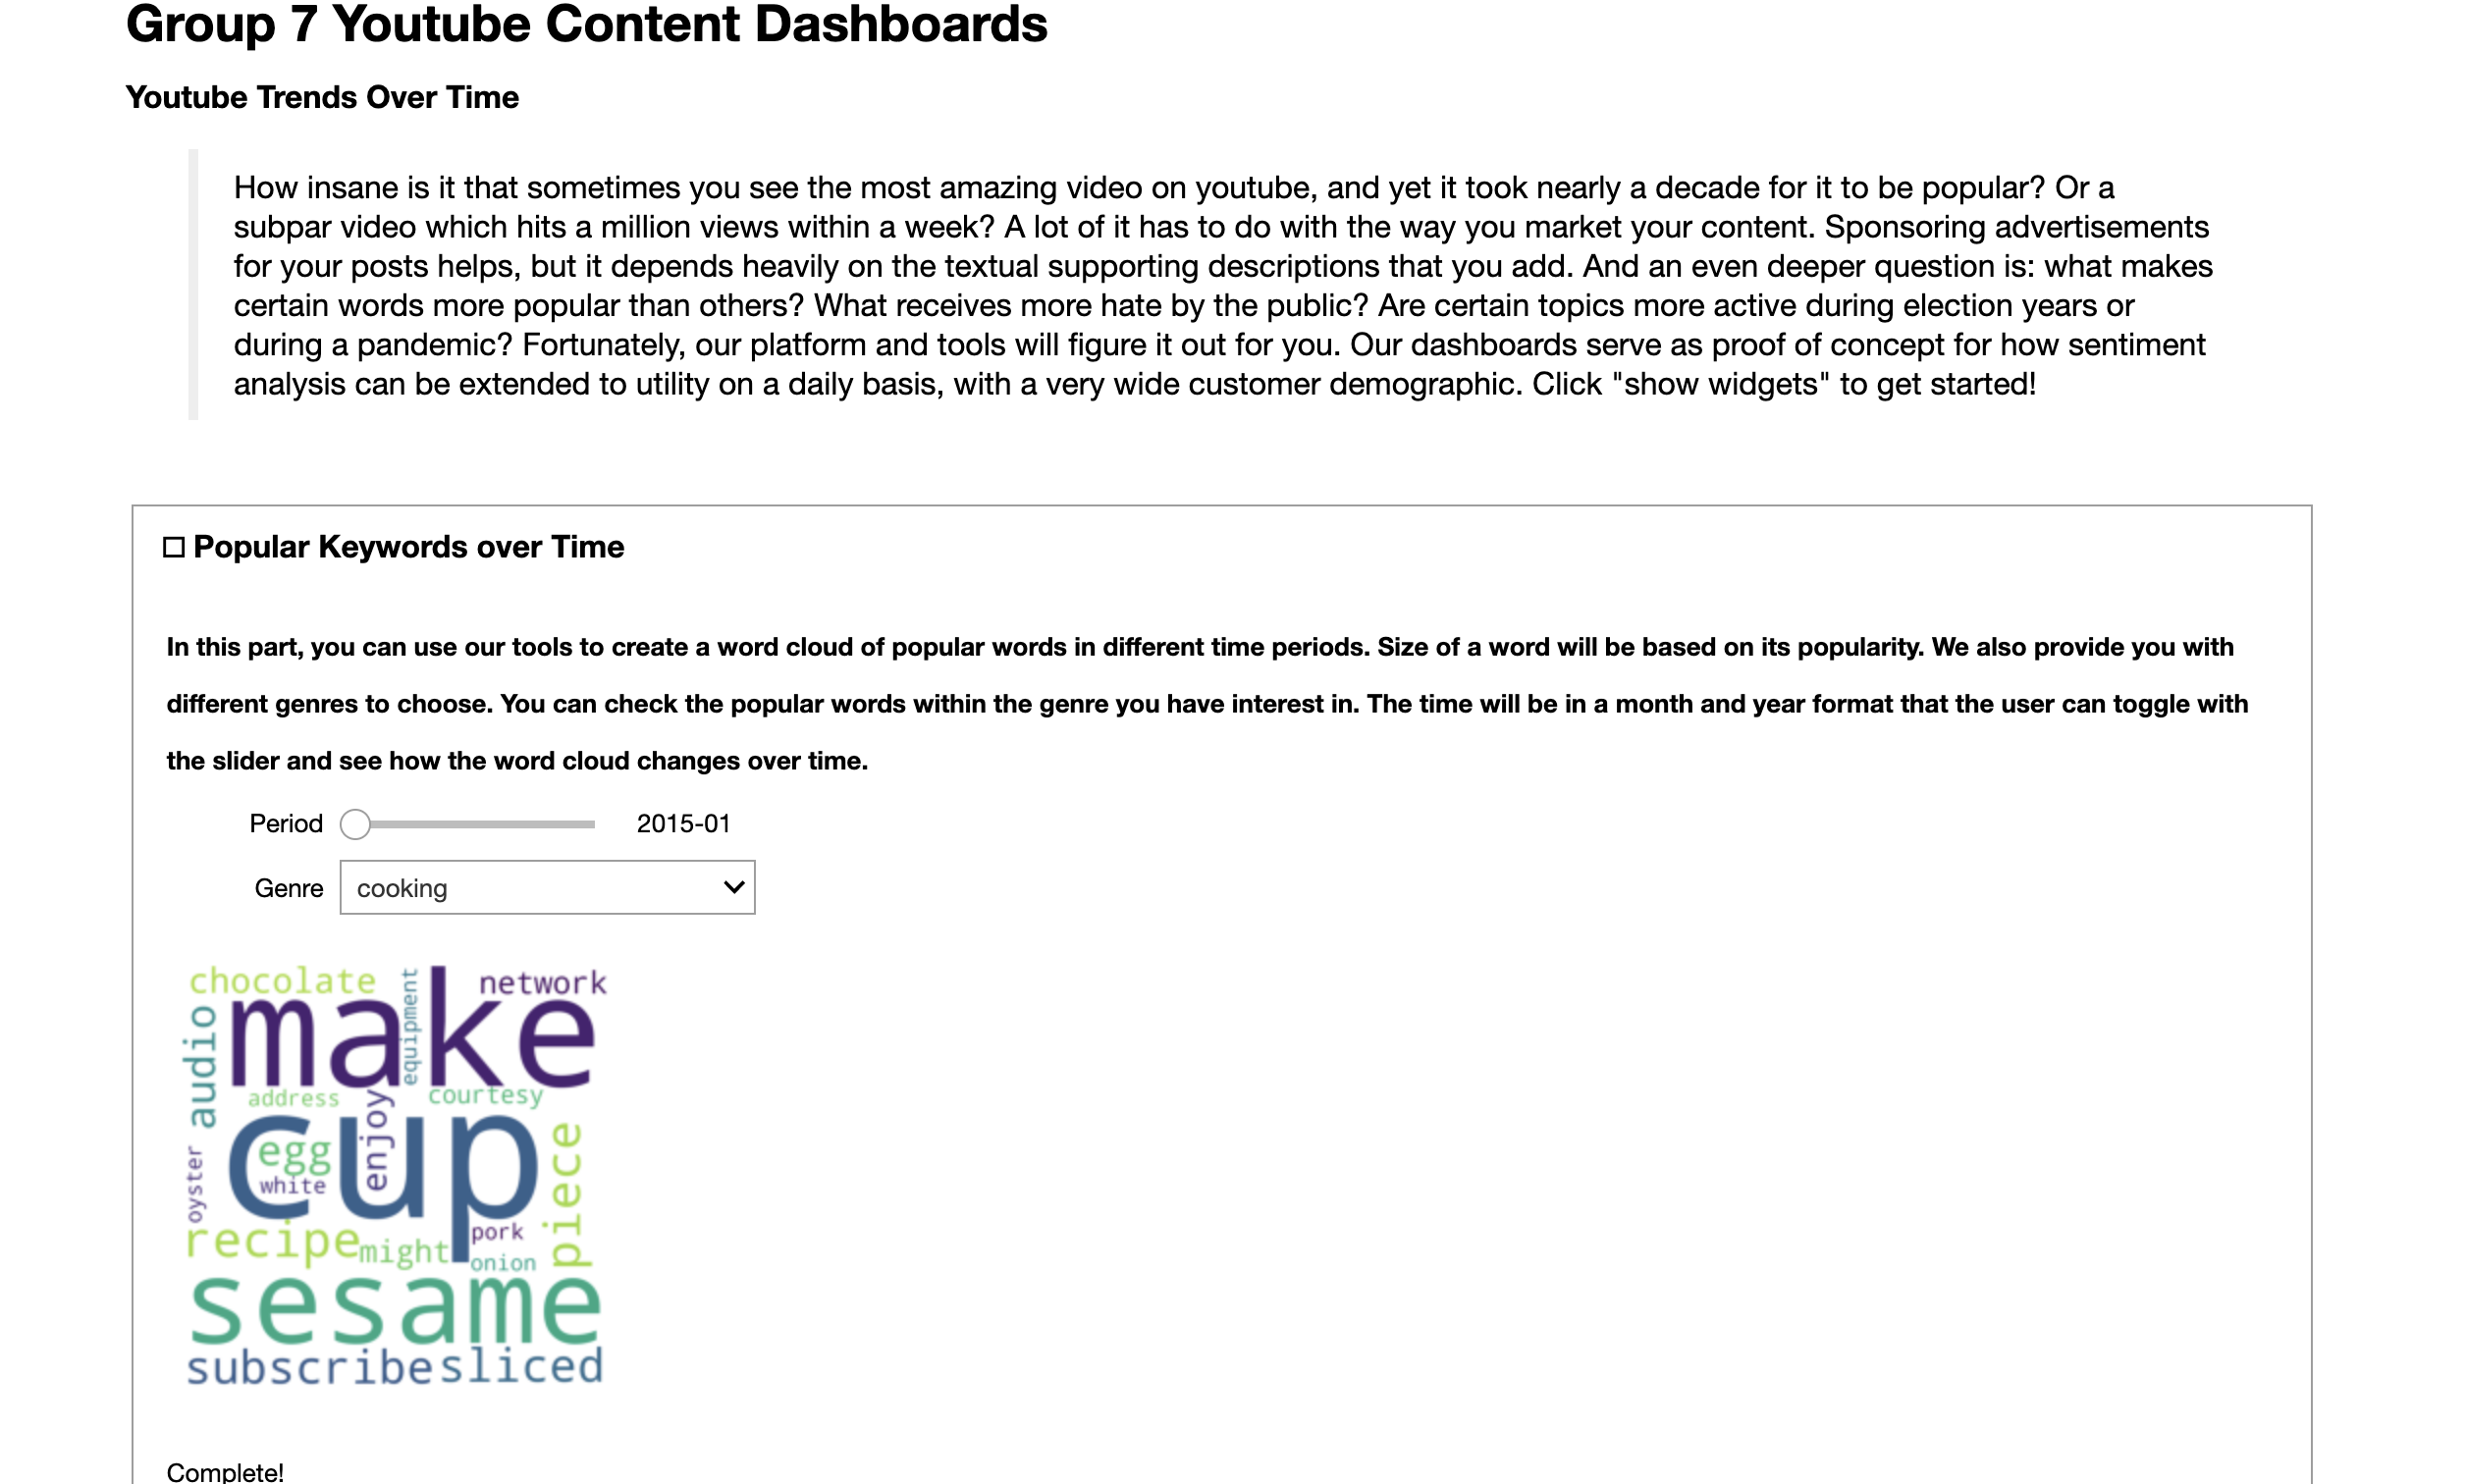 Group 7 Youtube Content Dashboards
Youtube Trends Over Time
How insane is it that sometimes you see the most amazing video on youtube, and yet it took nearly a decade for it to be popular? Or a
subpar video which hits a million views within a week? A lot of it has to do with the way you market your content. Sponsoring advertisements
for your posts helps, but it depends heavily on the textual supporting descriptions that you add. And an even deeper question is: what makes
certain words more popular than others? What receives more hate by the public? Are certain topics more active during election years or
during a pandemic? Fortunately, our platform and tools will figure it out for you. Our dashboards serve as proof of concept for how sentiment
analysis can be extended to utility on a daily basis, with a very wide customer demographic. Click "show widgets" to get started!
Popular Keywords over Time
In this part, you can use our tools to create a word cloud of popular words in different time periods. Size of a word will be based on its popularity. We also provide you with
different genres to choose. You can check the popular words within the genre you have interest in. The time will be in a month and year format that the user can toggle with
the slider and see how the word cloud changes over time.
Period 2015-01
Genre cooking
chocolate
equipment
network
audio
make
address
courtesy
enjoy
cup
egg
white
oyster
piece
recipe
might
pork
onion
sesame
subscribe
sliced
Complete!